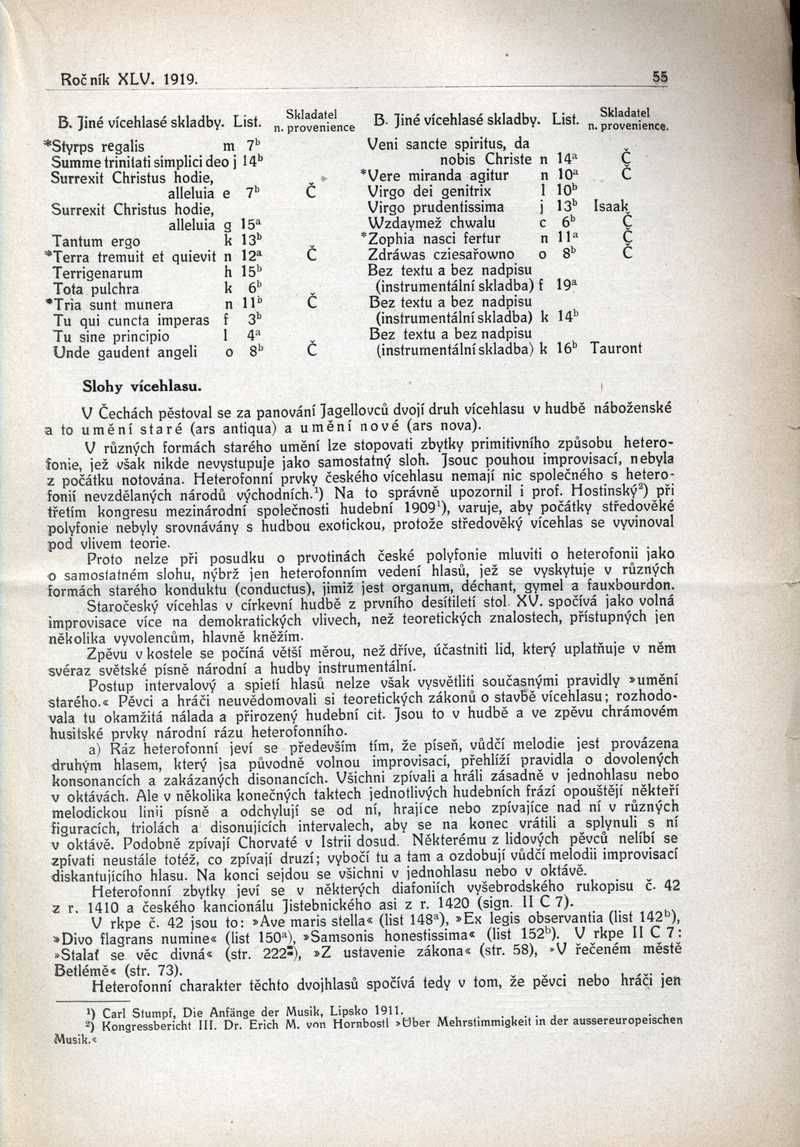 Ročník XLV. 1919. 55
B. Jiné vícehlasé skladby. List. Skladatel n. provenience
*Styrps regalis m 7b
Summe trinitati simplici deo j 14b
Surrexit Christus hodie,
alleluia e 7b Č
Surrexit Christus hodie,
alleluia g 15a
Tantum ergo k 13b
*Terra tremuit et quievit n 12a Č
Terrigenarum h 15b
Tota pulchra k 6b
*Tria sunt munera n 11b Č
Tu qui cuncta imperas f 3b
Tu sine principio l 4a
Unde gaudent angeli o 8b Č
B. Jiné vícehlasé skladby. List. Skladatel n. provenience.
Veni sancte spiritus, da
nobis Christe n 14a Č
*Vere miranda agitur n 10a Č
Virgo dei genitrix l 10b
Virgo prudentissima j 13b Isaak
Wzdaymež chwalu c 6b Č
*Zophia nasci fertur n 11a Č
Zdráwas cziesařowno o 8b Č
Bez textu a bez nadpisu
(instrumentální skladba) f 19a
Bez textu a bez nadpisu
(instrumentální skladba) k 14b
Bez textu a bez nadpisu
(instrumentální skladba) k 16b Tauront
Slohy vícehlasu.
V Čechách pěstoval se za panování Jagellovců dvojí druh vícehlasu v hudbě náboženské
a to umění staré (ars antiqua) a umění nové (ars nova).
V různých formách starého umění lze stopovati zbytky primitivního způsobu hetero-
fonie, jež však nikde nevystupuje jako samostatný sloh. Jsouc pouhou improvisací, nebyla
z počátku notována. Heterofonní prvky českého vícehlasu nemají nic společného s hetero-
fonií nevzdělaných národů východních.¹) Na to správně upozornil i prof. Hostinský²) při
třetím kongresu mezinárodní společnosti hudební 1909¹), varuje, aby počátky středověké
polyfonie nebyly srovnávány s hudbou exotickou, protože středověký vícehlas se vyvinoval
pod vlivem teorie.
Proto nelze při posudku o prvotinách české polyfonie mluviti o heterofonii jako
o samostatném slohu, nýbrž jen heterofonním vedení hlasů, jež se vyskytuje v různých
formách starého konduktu (conductus), jimiž jest organum, déchant, gymel a fauxbourdon.
Staročeský vícehlas v církevní hudbě z prvního desítiletí stol. XV. spočívá jako volná
improvisace více na demokratických vlivech, než teoretických znalostech, přístupných jen
několika vyvolencům, hlavně kněžím.
Zpěvu v kostele se počíná větší měrou, než dříve, účastniti lid, který uplatňuje v něm
svéraz světské písně národní a hudby instrumentální.
Postup intervalový a spietí hlasů nelze však vysvětliti současnými pravidly »umění
starého.« Pěvci a hráči neuvědomovali si teoretických zákonů o stavbě vícehlasu; rozhodo-
vala tu okamžitá nálada a přirozený hudební cit. Jsou to v hudbě a ve zpěvu chrámovém
husitské prvky národní rázu heterofonního.
a) Ráz heterofonní jeví se především tím, že píseň, vůdčí melodie jest provázena
druhým hlasem, který jsa původně volnou improvisací, přehlíží pravidla o dovolených
konsonancích a zakázaných disonancích. Všichni zpívali a hráli zásadně v jednohlasu nebo
v oktávách. Ale v několika konečných taktech jednotlivých hudebních frází opouštějí někteří
melodickou linii písně a odchylují se od ní, hrajíce nebo zpívajíce nad ní v různých
figuracích, triolách a disonujících intervalech, aby se na konec vrátili a splynuli s ní
v oktávě. Podobně zpívají Chorvaté v Istrii dosud. Některému z lidových pěvců nelíbí se
zpívati neustále totéž, co zpívají druzí; vybočí tu a tam a ozdobují vůdčí melodii improvisací
diskantujícího hlasu. Na konci sejdou se všichni v jednohlasu nebo v oktávě.
Heterofonní zbytky jeví se v některých diafoniích vyšebrodského rukopisu č. 42
z r. 1410 a českého kancionálu Jistebnického asi z r. 1420 (sign. II C 7).
V rkpe č. 42 jsou to: »Ave maris stella« (list 148a), »Ex legis observantia (list 142b),
»Divo flagrans numine« (list 150a), »Samsonis honestissima« (list 152b). V rkpe II C 7:
»Stalať se věc divná« (str. 222), »Z ustavenie zákona« (str. 58), »V řečeném městě
Betlémě« (str. 73).
Heterofonní charakter těchto dvojhlasů spočívá tedy v tom, že pěvci nebo hráči jen
¹) Carl Stumpf, Die Anfänge der Musik, Lipsko 1911.
²) Kongressbericht III. Dr. Erich M. von Hornbostl »Über Mehrstimmigkeit in der aussereuropeischen
Musik.«